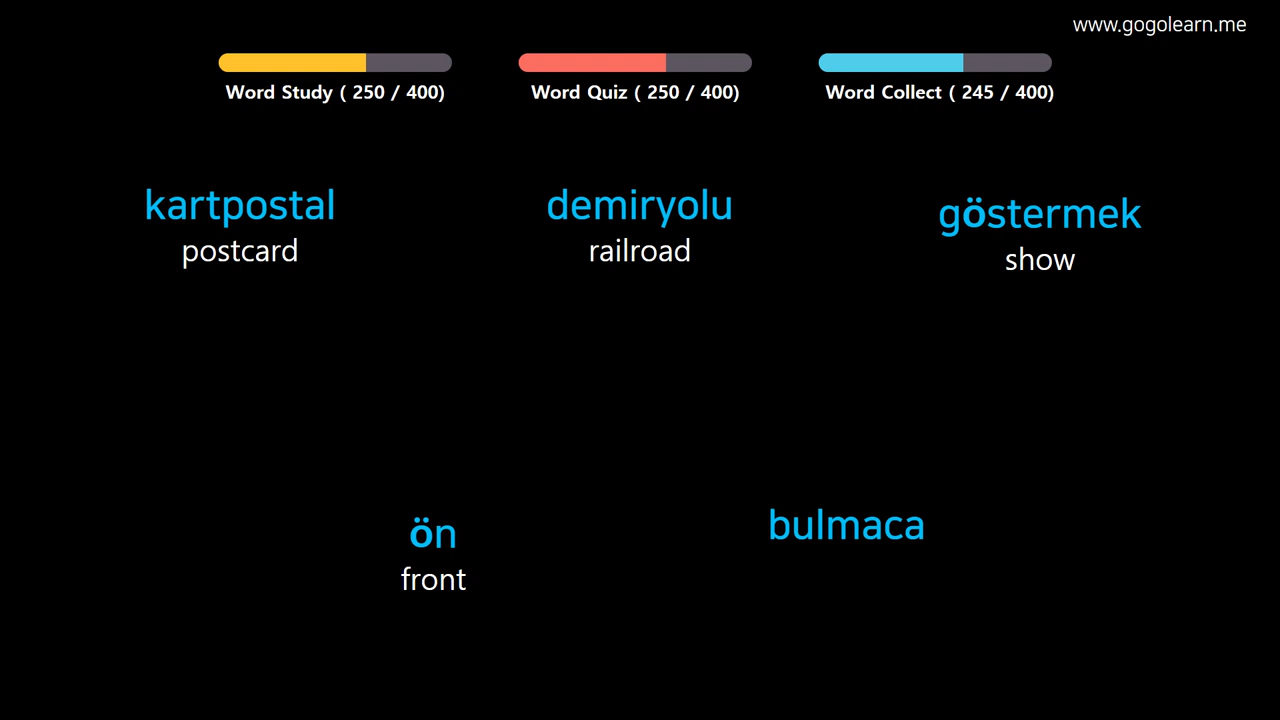 www.gogolearn.me
Word Study ( 250 / 400)
Word Quiz ( 250 / 400)
Word Collect ( 245 / 400)
kartpostal
postcard
demiryolu
railroad
göstermek
show
ön
front
bulmaca